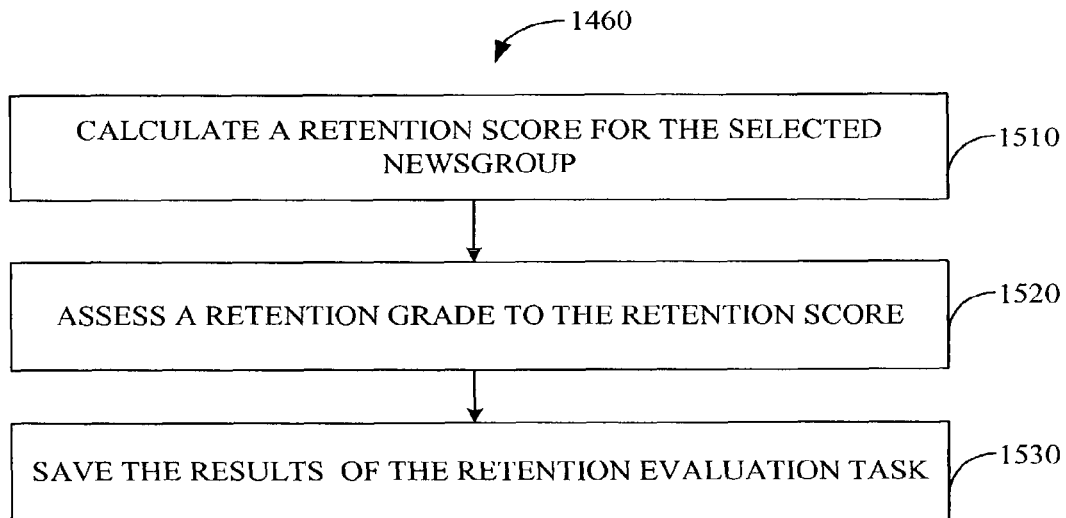 1460
CALCULATE A RETENTION SCORE FOR THE SELECTED
NEWSGROUP
1510
ASSESS A RETENTION GRADE TO THE RETENTION SCORE
1520
SAVE THE RESULTS OF THE RETENTION EVALUATION TASK
1530